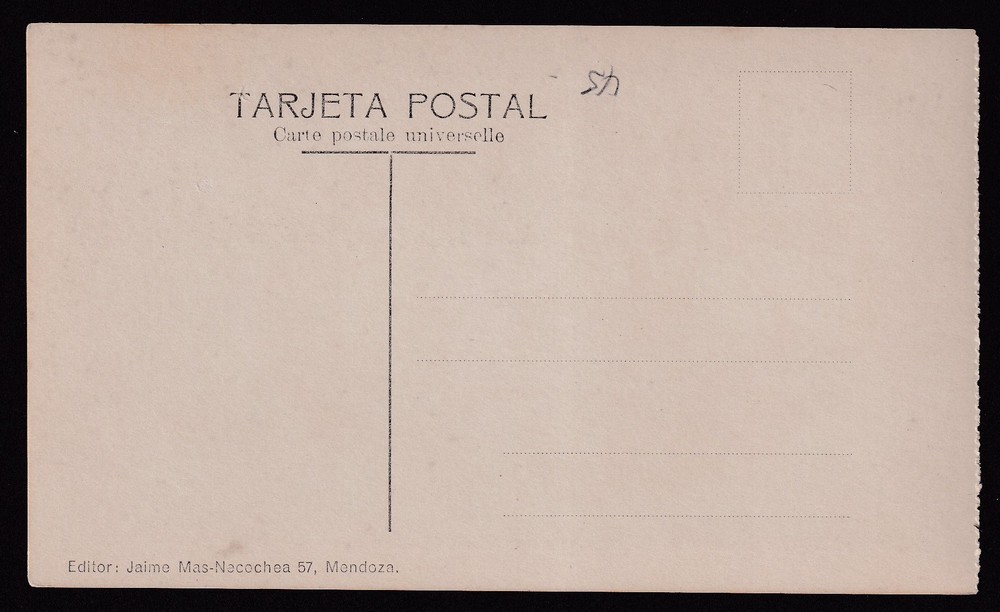 TARJETA POSTAL
Carte postale universelle
Editor: Jaime Mas-Necochea 57, Mendoza.